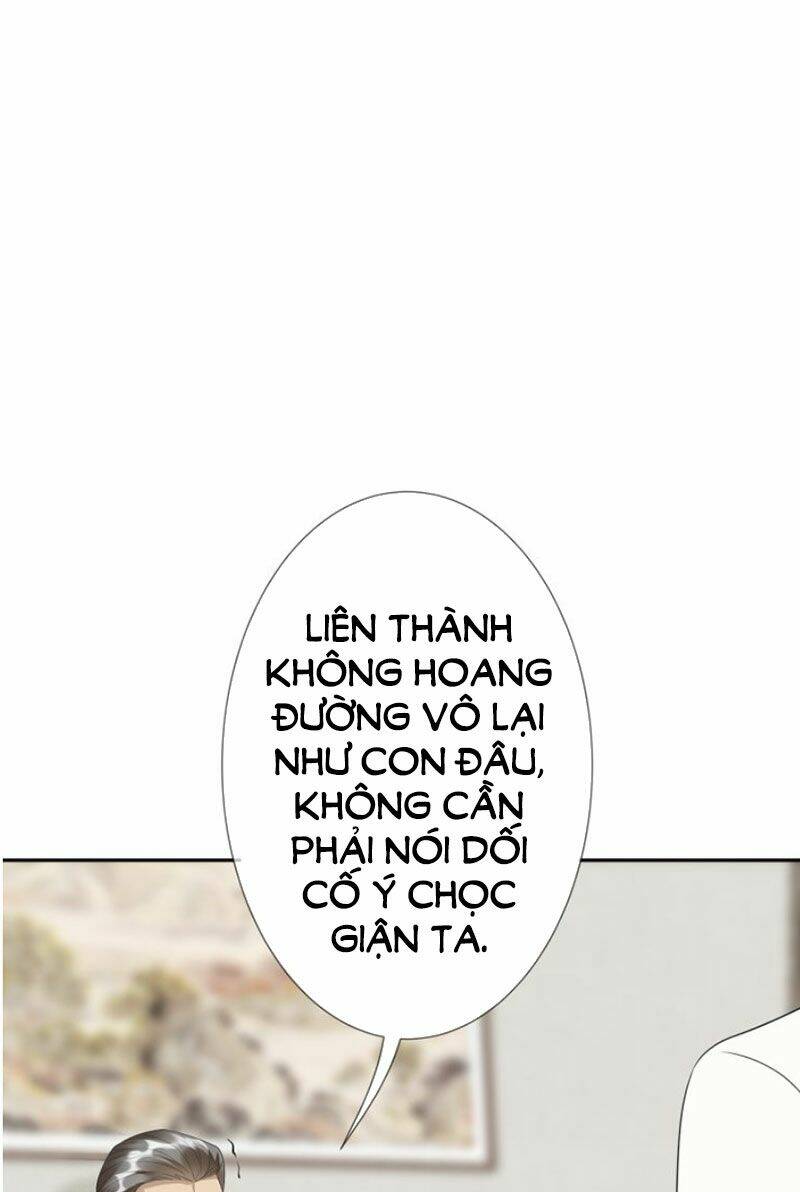 LIÊN THÀNH
KHÔNG HOANG
ĐƯỜNG VÔ LẠI
NHƯ CON ĐÂU,
KHÔNG CẦN
PHẢI NÓI DỐI
CỐ Ý CHỌC
GIẬN TA.